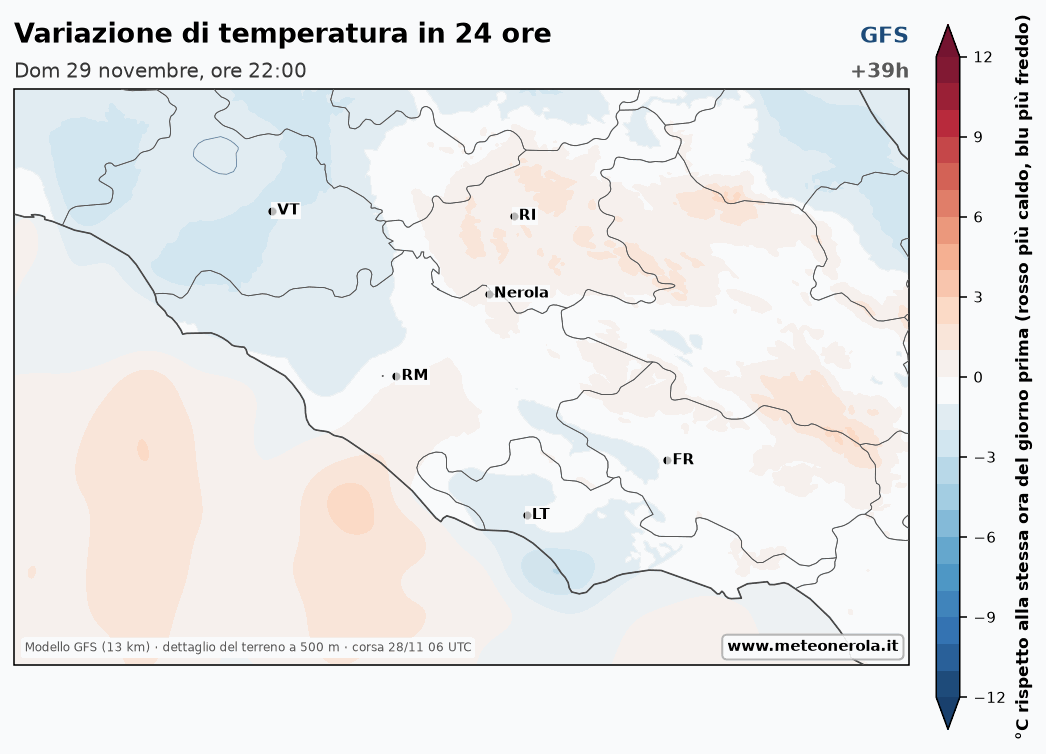 Variazione di temperatura in 24 ore
GFS
Dom 29 novembre, ore 22:00
+39h
VT
RI
Nerola
RM
FR
LT
Modello GFS (13 km) · dettaglio del terreno a 500 m · corsa 28/11 06 UTC
www.meteonerola.it
12
9
6
3
0
−3
−6
−9
−12
°C rispetto alla stessa ora del giorno prima (rosso più caldo, blu più freddo)